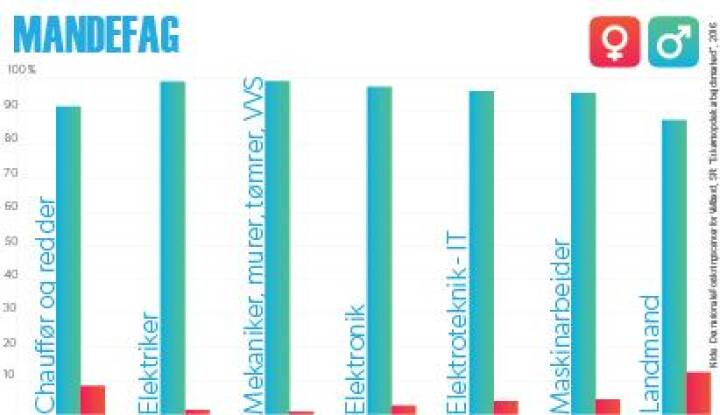 MANDEFAG
100 %
90
80
70
60
50
40
30
20
10
Chauffør og redder
Elektriker
Mekaniker, murer, tømrer, VVS
Elektronik
Elektroteknik - IT
Maskinarbejder
Landmand
2016